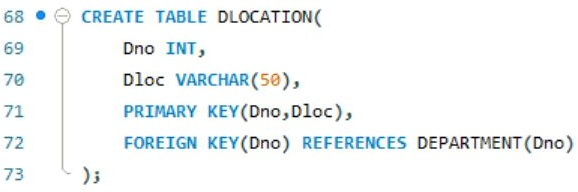 68 CREATE TABLE DLOCATION(
69 Dno INT,
70 Dloc VARCHAR(50),
71 PRIMARY KEY(Dno,Dloc),
72 FOREIGN KEY(Dno) REFERENCES DEPARTMENT(Dno)
73 );